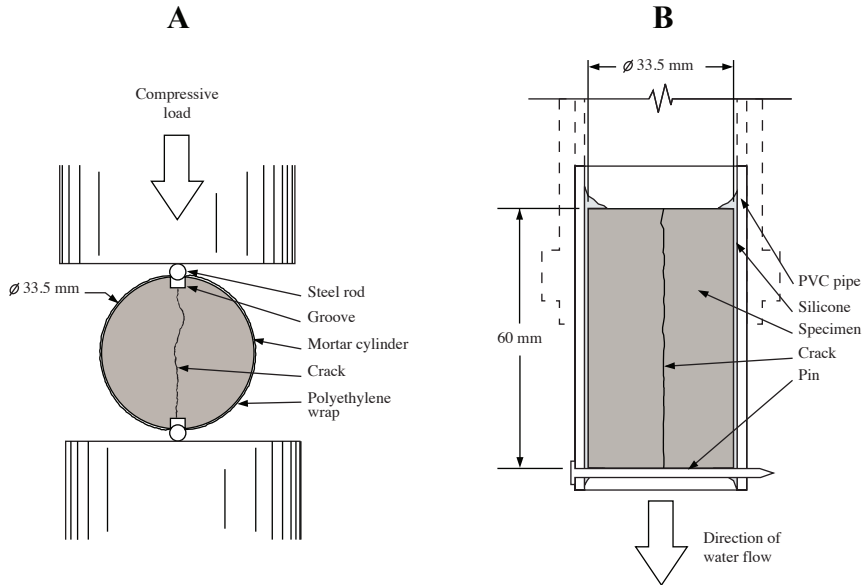 A
Compressive
load
Ø 33.5 mm
Steel rod
Groove
Mortar cylinder
Crack
Polyethylene
wrap
B
Ø 33.5 mm
60 mm
PVC pipe
Silicone
Specimen
Crack
Pin
Direction of
water flow